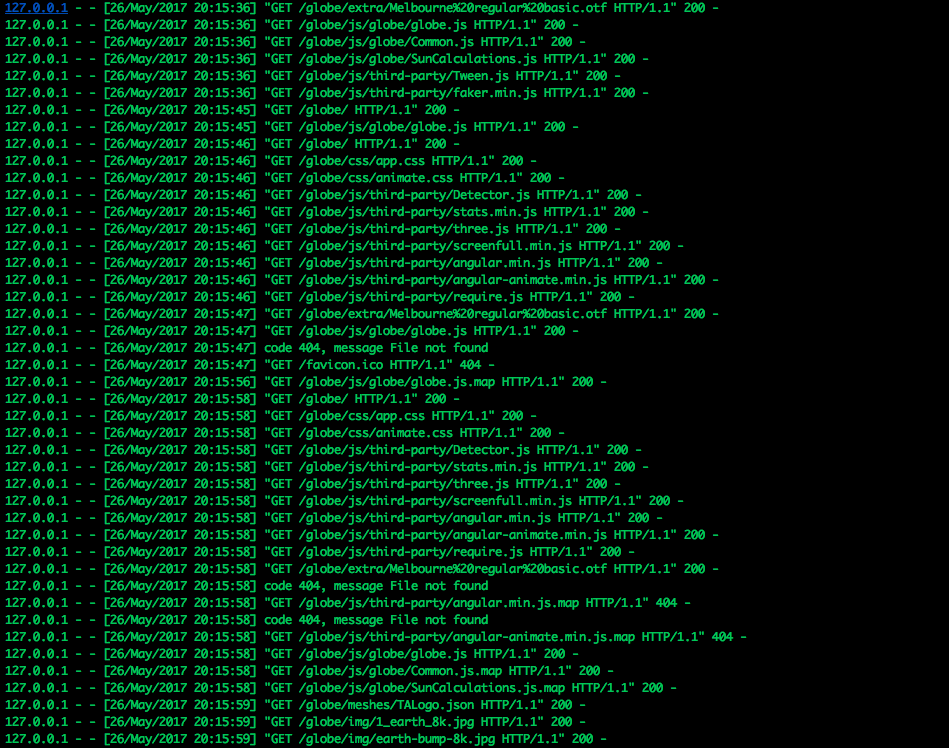 127.0.0.1 - - [26/May/2017 20:15:36] "GET /globe/extra/Melbourne%20regular%20basic.otf HTTP/1.1" 200 -
127.0.0.1 - - [26/May/2017 20:15:36] "GET /globe/js/globe/globe.js HTTP/1.1" 200 -
127.0.0.1 - - [26/May/2017 20:15:36] "GET /globe/js/globe/Common.js HTTP/1.1" 200 -
127.0.0.1 - - [26/May/2017 20:15:36] "GET /globe/js/globe/SunCalculations.js HTTP/1.1" 200 -
127.0.0.1 - - [26/May/2017 20:15:36] "GET /globe/js/third-party/Tween.js HTTP/1.1" 200 -
127.0.0.1 - - [26/May/2017 20:15:36] "GET /globe/js/third-party/faker.min.js HTTP/1.1" 200 -
127.0.0.1 - - [26/May/2017 20:15:45] "GET /globe/ HTTP/1.1" 200 -
127.0.0.1 - - [26/May/2017 20:15:45] "GET /globe/js/globe/globe.js HTTP/1.1" 200 -
127.0.0.1 - - [26/May/2017 20:15:46] "GET /globe/ HTTP/1.1" 200 -
127.0.0.1 - - [26/May/2017 20:15:46] "GET /globe/css/app.css HTTP/1.1" 200 -
127.0.0.1 - - [26/May/2017 20:15:46] "GET /globe/css/animate.css HTTP/1.1" 200 -
127.0.0.1 - - [26/May/2017 20:15:46] "GET /globe/js/third-party/Detector.js HTTP/1.1" 200 -
127.0.0.1 - - [26/May/2017 20:15:46] "GET /globe/js/third-party/stats.min.js HTTP/1.1" 200 -
127.0.0.1 - - [26/May/2017 20:15:46] "GET /globe/js/third-party/three.js HTTP/1.1" 200 -
127.0.0.1 - - [26/May/2017 20:15:46] "GET /globe/js/third-party/screenfull.min.js HTTP/1.1" 200 -
127.0.0.1 - - [26/May/2017 20:15:46] "GET /globe/js/third-party/angular.min.js HTTP/1.1" 200 -
127.0.0.1 - - [26/May/2017 20:15:46] "GET /globe/js/third-party/angular-animate.min.js HTTP/1.1" 200 -
127.0.0.1 - - [26/May/2017 20:15:46] "GET /globe/js/third-party/require.js HTTP/1.1" 200 -
127.0.0.1 - - [26/May/2017 20:15:47] "GET /globe/extra/Melbourne%20regular%20basic.otf HTTP/1.1" 200 -
127.0.0.1 - - [26/May/2017 20:15:47] "GET /globe/js/globe/globe.js HTTP/1.1" 200 -
127.0.0.1 - - [26/May/2017 20:15:47] code 404, message File not found
127.0.0.1 - - [26/May/2017 20:15:47] "GET /favicon.ico HTTP/1.1" 404 -
127.0.0.1 - - [26/May/2017 20:15:56] "GET /globe/js/globe/globe.js.map HTTP/1.1" 200 -
127.0.0.1 - - [26/May/2017 20:15:58] "GET /globe/ HTTP/1.1" 200 -
127.0.0.1 - - [26/May/2017 20:15:58] "GET /globe/css/app.css HTTP/1.1" 200 -
127.0.0.1 - - [26/May/2017 20:15:58] "GET /globe/css/animate.css HTTP/1.1" 200 -
127.0.0.1 - - [26/May/2017 20:15:58] "GET /globe/js/third-party/Detector.js HTTP/1.1" 200 -
127.0.0.1 - - [26/May/2017 20:15:58] "GET /globe/js/third-party/stats.min.js HTTP/1.1" 200 -
127.0.0.1 - - [26/May/2017 20:15:58] "GET /globe/js/third-party/three.js HTTP/1.1" 200 -
127.0.0.1 - - [26/May/2017 20:15:58] "GET /globe/js/third-party/screenfull.min.js HTTP/1.1" 200 -
127.0.0.1 - - [26/May/2017 20:15:58] "GET /globe/js/third-party/angular.min.js HTTP/1.1" 200 -
127.0.0.1 - - [26/May/2017 20:15:58] "GET /globe/js/third-party/angular-animate.min.js HTTP/1.1" 200 -
127.0.0.1 - - [26/May/2017 20:15:58] "GET /globe/js/third-party/require.js HTTP/1.1" 200 -
127.0.0.1 - - [26/May/2017 20:15:58] "GET /globe/extra/Melbourne%20regular%20basic.otf HTTP/1.1" 200 -
127.0.0.1 - - [26/May/2017 20:15:58] code 404, message File not found
127.0.0.1 - - [26/May/2017 20:15:58] "GET /globe/js/third-party/angular.min.js.map HTTP/1.1" 404 -
127.0.0.1 - - [26/May/2017 20:15:58] code 404, message File not found
127.0.0.1 - - [26/May/2017 20:15:58] "GET /globe/js/third-party/angular-animate.min.js.map HTTP/1.1" 404 -
127.0.0.1 - - [26/May/2017 20:15:58] "GET /globe/js/globe/globe.js HTTP/1.1" 200 -
127.0.0.1 - - [26/May/2017 20:15:58] "GET /globe/js/globe/Common.js.map HTTP/1.1" 200 -
127.0.0.1 - - [26/May/2017 20:15:58] "GET /globe/js/globe/SunCalculations.js.map HTTP/1.1" 200 -
127.0.0.1 - - [26/May/2017 20:15:59] "GET /globe/meshes/TALogo.json HTTP/1.1" 200 -
127.0.0.1 - - [26/May/2017 20:15:59] "GET /globe/img/1_earth_8k.jpg HTTP/1.1" 200 -
127.0.0.1 - - [26/May/2017 20:15:59] "GET /globe/img/earth-bump-8k.jpg HTTP/1.1" 200 -